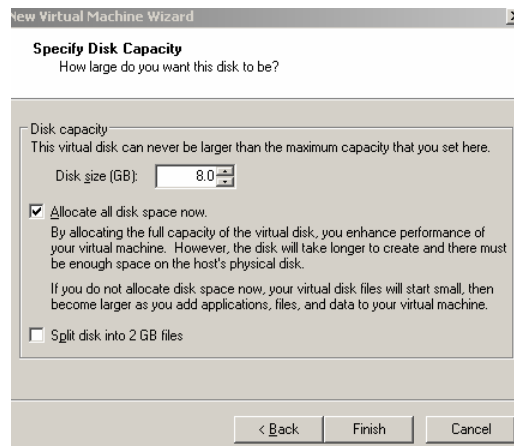 New Virtual Machine Wizard
Specify Disk Capacity
How large do you want this disk to be?
Disk capacity
This virtual disk can never be larger than the maximum capacity that you set here.
Disk size (GB): 8.0
Allocate all disk space now.
By allocating the full capacity of the virtual disk, you enhance performance of
your virtual machine. However, the disk will take longer to create and there must
be enough space on the host's physical disk.
If you do not allocate disk space now, your virtual disk files will start small, then
become larger as you add applications, files, and data to your virtual machine.
Split disk into 2 GB files
< Back Finish Cancel